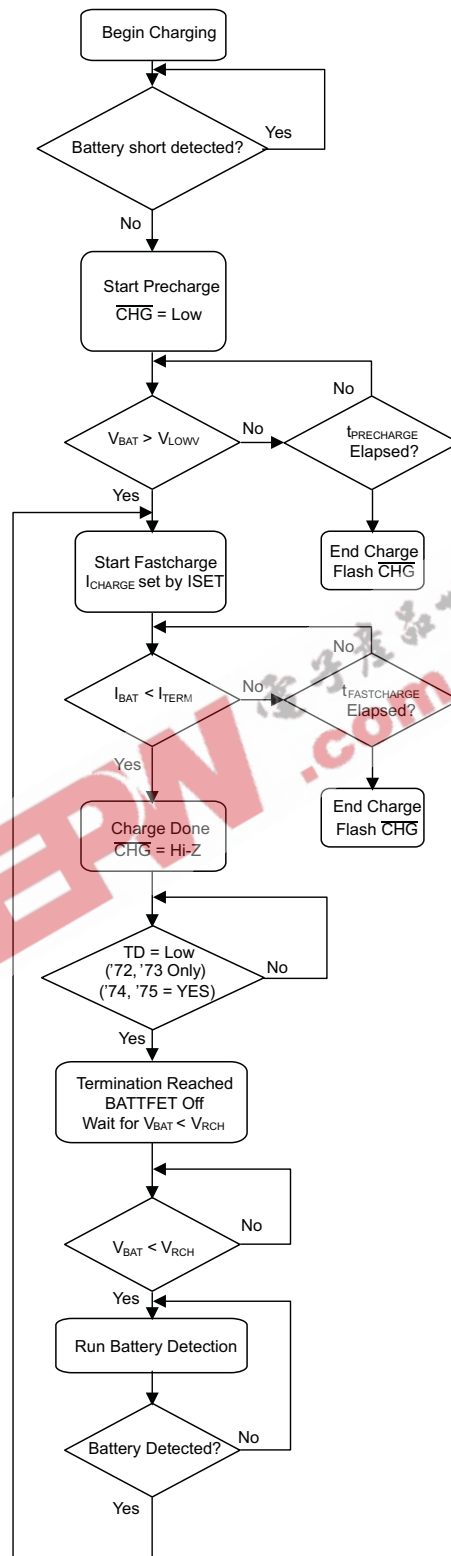 Begin Charging
Battery short detected?
Yes
No
Start Precharge
CHG = Low
No
VBAT > VLOWV
No
tPRECHARGE
Elapsed?
Yes
Start Fastcharge
ICHARGE set by ISET
End Charge
Flash CHG
No
IBAT < ITERM
No
tFASTCHARGE
Elapsed?
Yes
Charge Done
CHG = Hi-Z
End Charge
Flash CHG
EPW
.com
TD = Low
('72, '73 Only)
('74, '75 = YES)
No
Yes
Termination Reached
BATTFET Off
Wait for VBAT < VRCH
VBAT < VRCH
No
Yes
Run Battery Detection
Battery Detected?
No
Yes